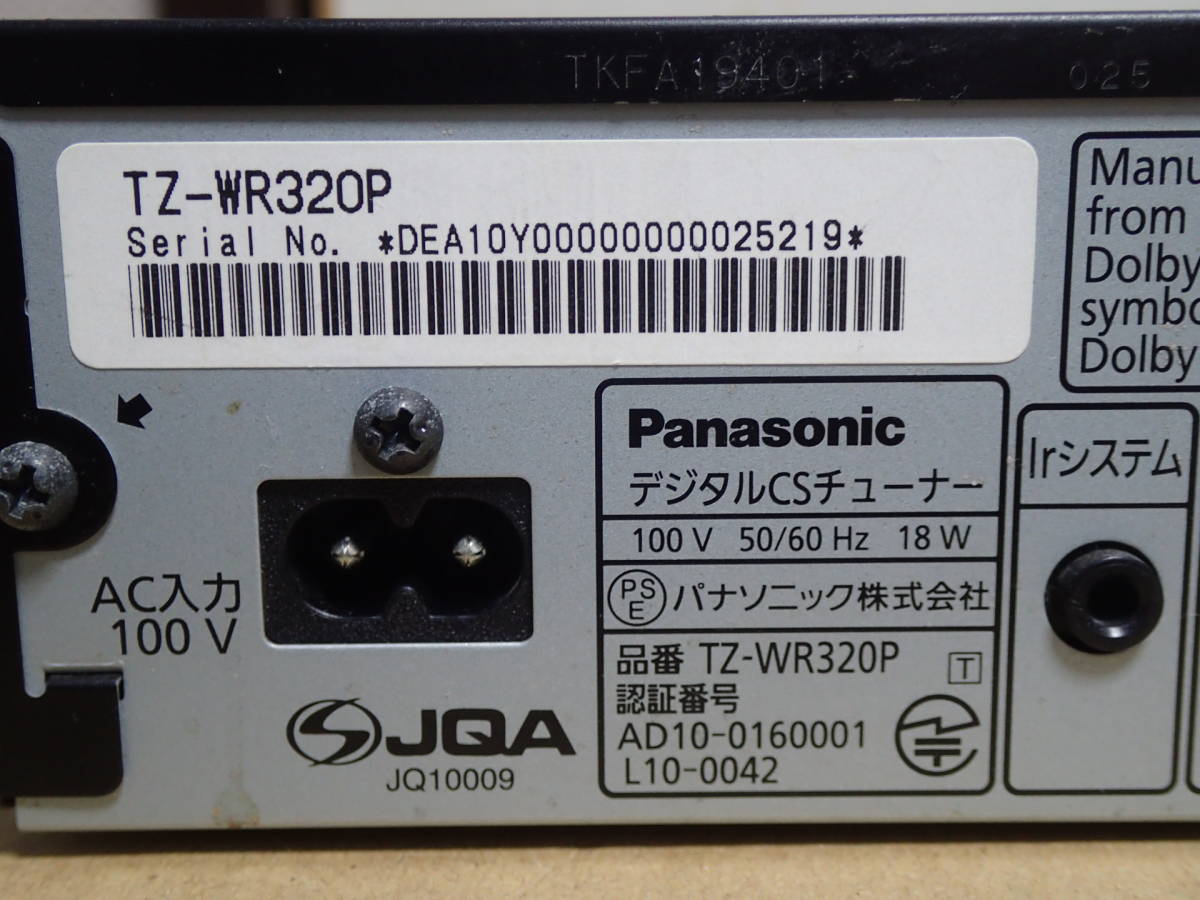 TKFA19401
025
TZ-WR320P
Serial No. *DEA10Y00000000025219*
Manu
from
Dolby
symbo
Dolby
Panasonic
デジタルCSチューナー
100 V 50/60 Hz 18 W
PS
E
パナソニック株式会社
品番 TZ-WR320P
T
認証番号
AD10-0160001
L10-0042
Irシステム
AC入力
100 V
JQA
JQ10009